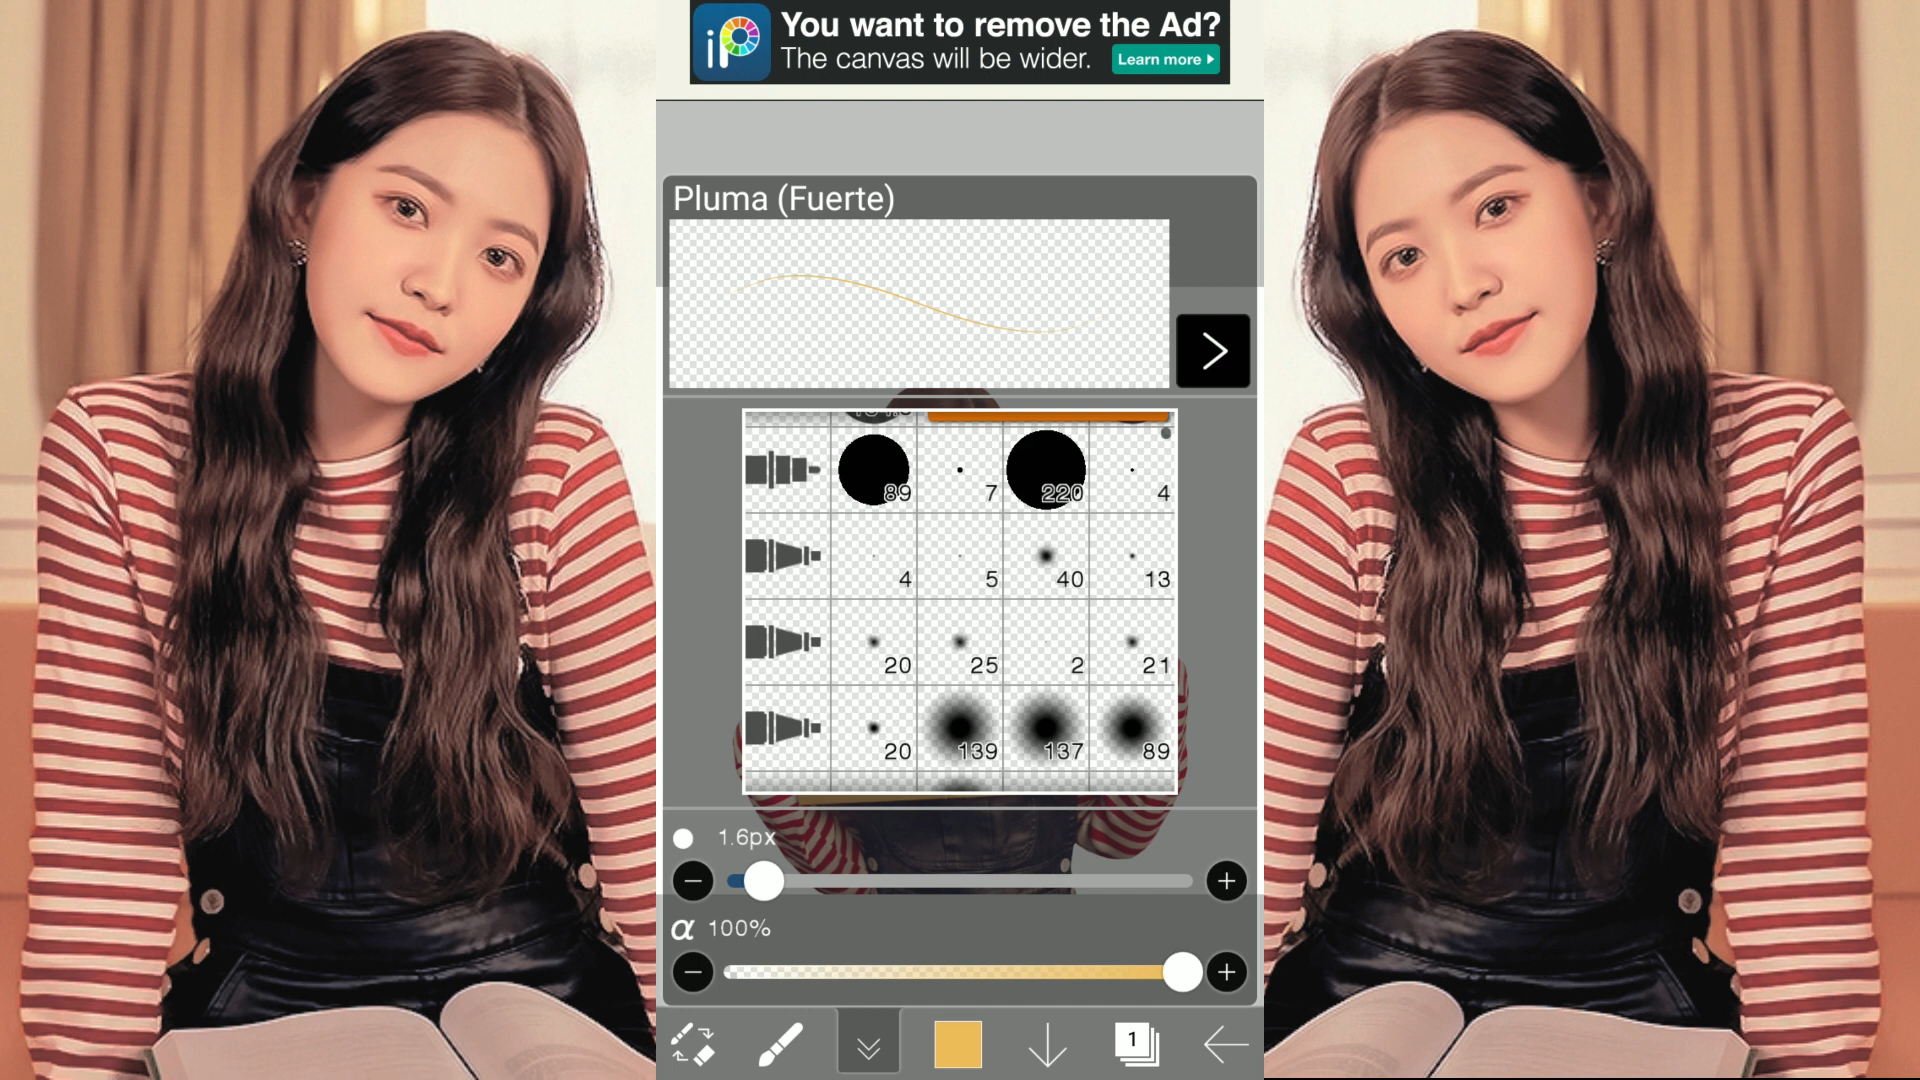 iP
You want to remove the Ad?
The canvas will be wider.
Learn more
Pluma (Fuerte)
89 7 220 4
4 5 40 13
20 25 2 21
20 139 137 89
1.6px
α 100%
1